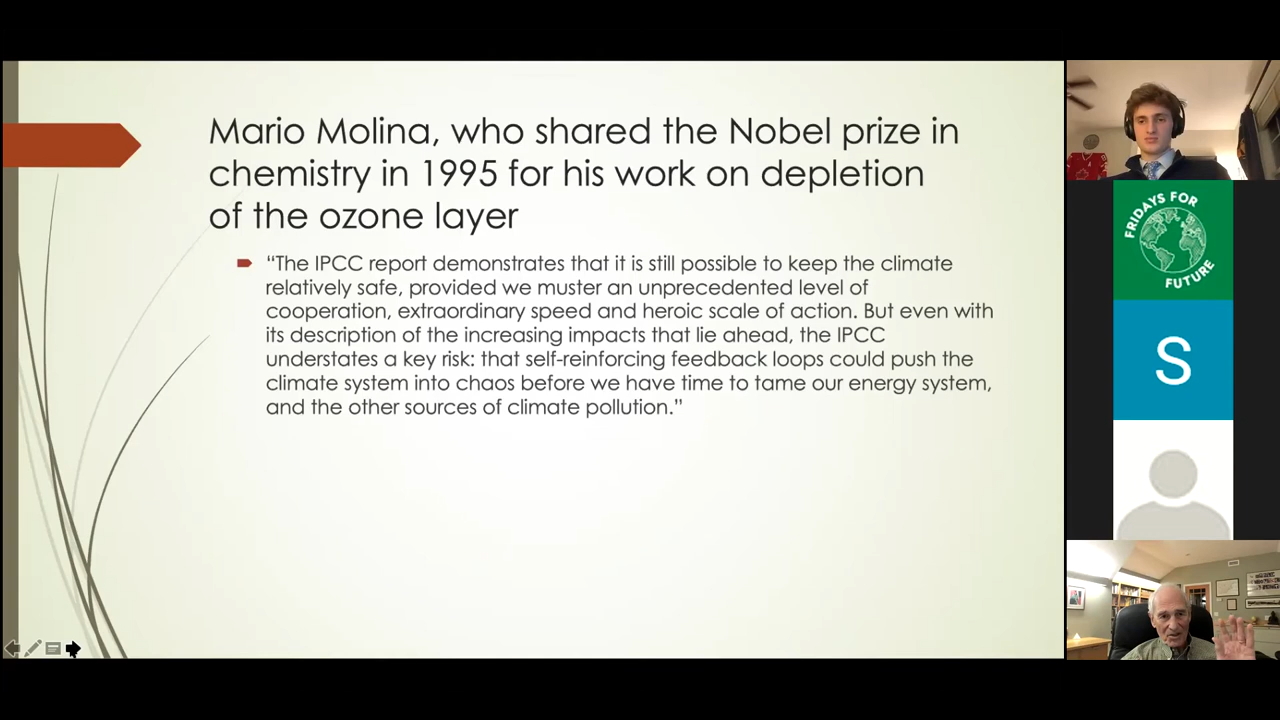 Mario Molina, who shared the Nobel prize in
chemistry in 1995 for his work on depletion
of the ozone layer
“The IPCC report demonstrates that it is still possible to keep the climate
relatively safe, provided we muster an unprecedented level of
cooperation, extraordinary speed and heroic scale of action. But even with
its description of the increasing impacts that lie ahead, the IPCC
understates a key risk: that self-reinforcing feedback loops could push the
climate system into chaos before we have time to tame our energy system,
and the other sources of climate pollution.”
FRIDAYS FOR
FUTURE
S